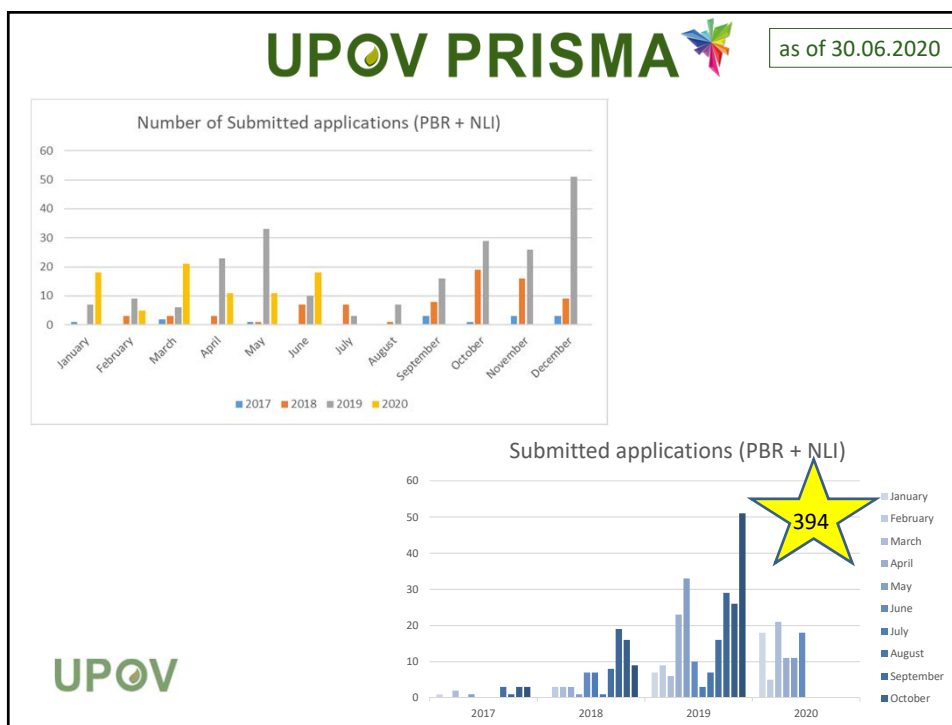 UPOV PRISMA
as of 30.06.2020
Number of Submitted applications (PBR + NLI)
60
50
40
30
20
10
0
January
February
March
April
May
June
July
August
September
October
November
December
2017 2018 2019 2020
Submitted applications (PBR + NLI)
60
50
40
30
20
10
0
2017 2018 2019 2020
394
January
February
March
April
May
June
July
August
September
October
UPOV